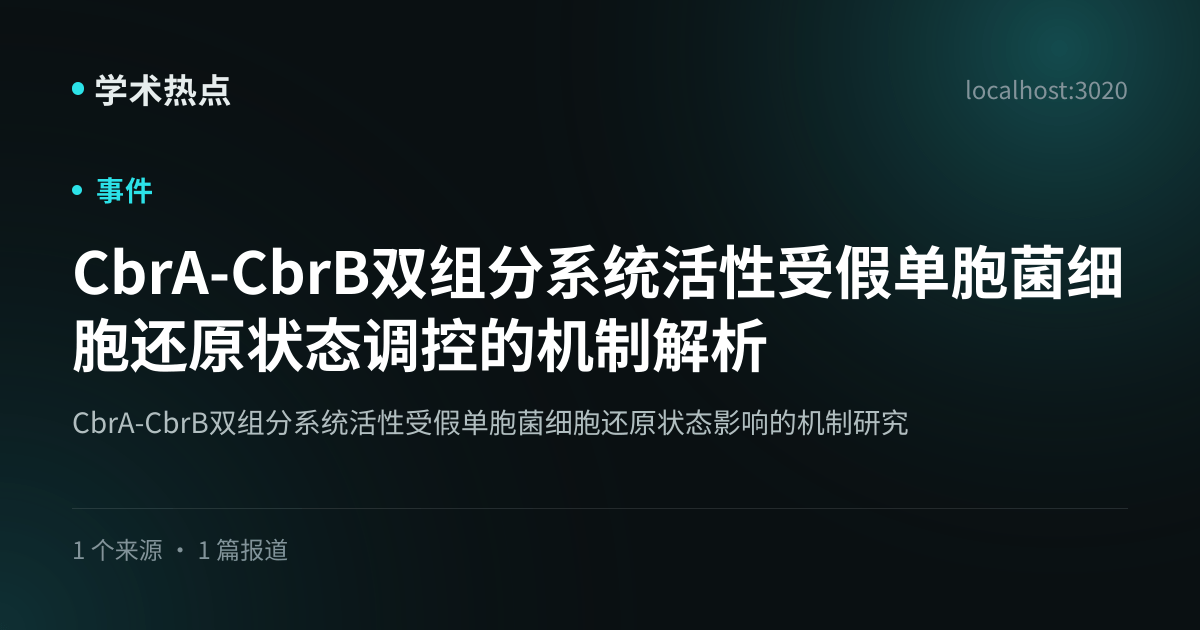 学术热点
localhost:3020
事件
CbrA-CbrB双组分系统活性受假单胞菌细
胞还原状态调控的机制解析
CbrA-CbrB双组分系统活性受假单胞菌细胞还原状态影响的机制研究
1 个来源 · 1 篇报道